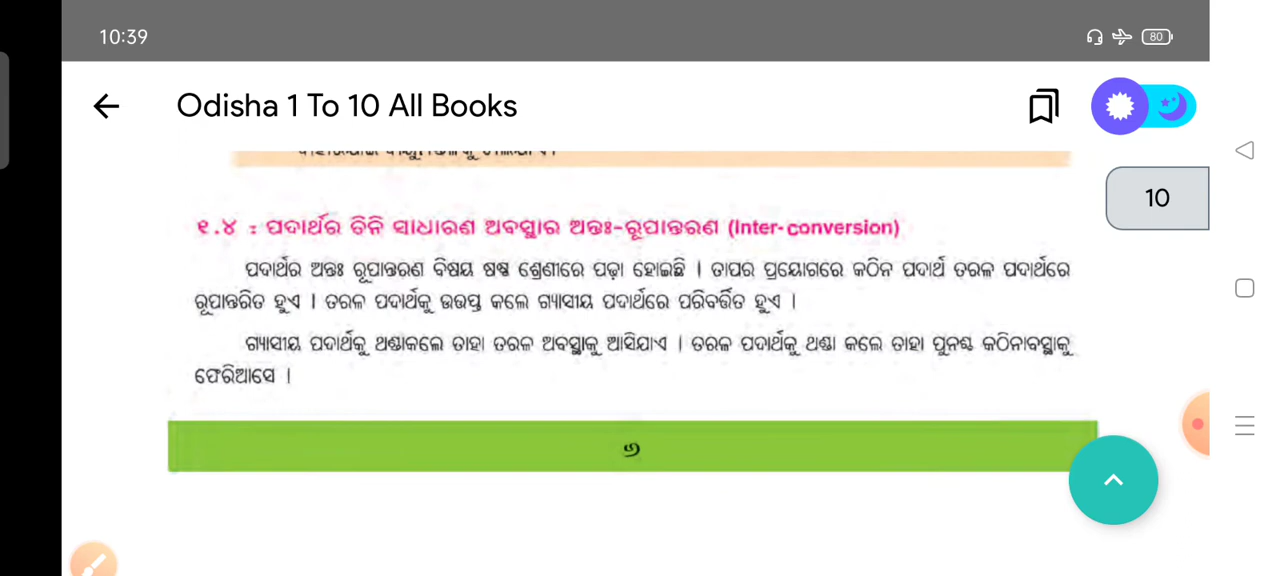 10:39
80
Odisha 1 To 10 All Books
10
୧.୪ : ପଦାର୍ଥର ତିନି ସାଧାରଣ ଅବସ୍ଥାର ଅନ୍ତଃ-ରୂପାନ୍ତରଣ (Inter-conversion)
ପଦାର୍ଥର ଅନ୍ତଃ ରୂପାନ୍ତରଣ ବିଷୟ ଷଷ୍ଠ ଶ୍ରେଣୀରେ ପଢ଼ା ହୋଇଛି । ତାପର ପ୍ରୟୋଗରେ କଠିନ ପଦାର୍ଥ ତରଳ ପଦାର୍ଥରେ
ରୂପାନ୍ତରିତ ହୁଏ । ତରଳ ପଦାର୍ଥକୁ ଉତ୍ତପ୍ତ କଲେ ଗ୍ୟାସୀୟ ପଦାର୍ଥରେ ପରିବର୍ତ୍ତିତ ହୁଏ ।
ଗ୍ୟାସୀୟ ପଦାର୍ଥକୁ ଥଣ୍ଡାକଲେ ତାହା ତରଳ ଅବସ୍ଥାକୁ ଆସିଯାଏ । ତରଳ ପଦାର୍ଥକୁ ଥଣ୍ଡା କଲେ ତାହା ପୁନଶ୍ଚ କଠିନାବସ୍ଥାକୁ
ଫେରିଆସେ ।
୬